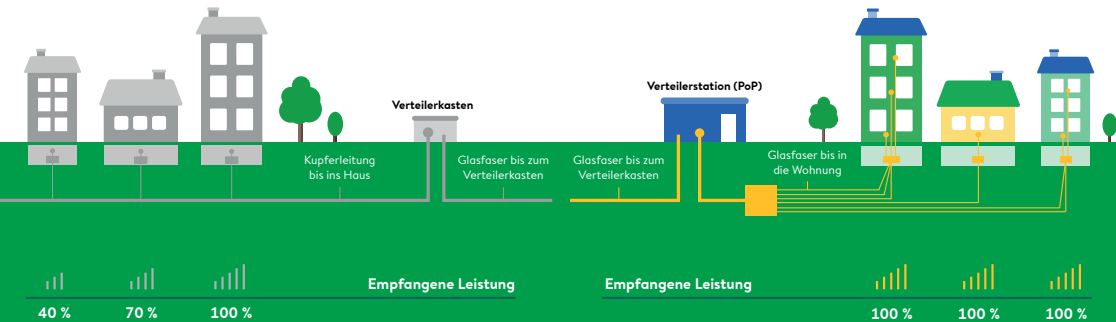 Verteilerkasten
Kupferleitung
bis ins Haus
Glasfaser bis zum
Verteilerkasten
Empfangene Leistung
40 %
70 %
100 %
Verteilerstation (PoP)
Glasfaser bis zum
Verteilerkasten
Glasfaser bis in
die Wohnung
Empfangene Leistung
100 %
100 %
100 %